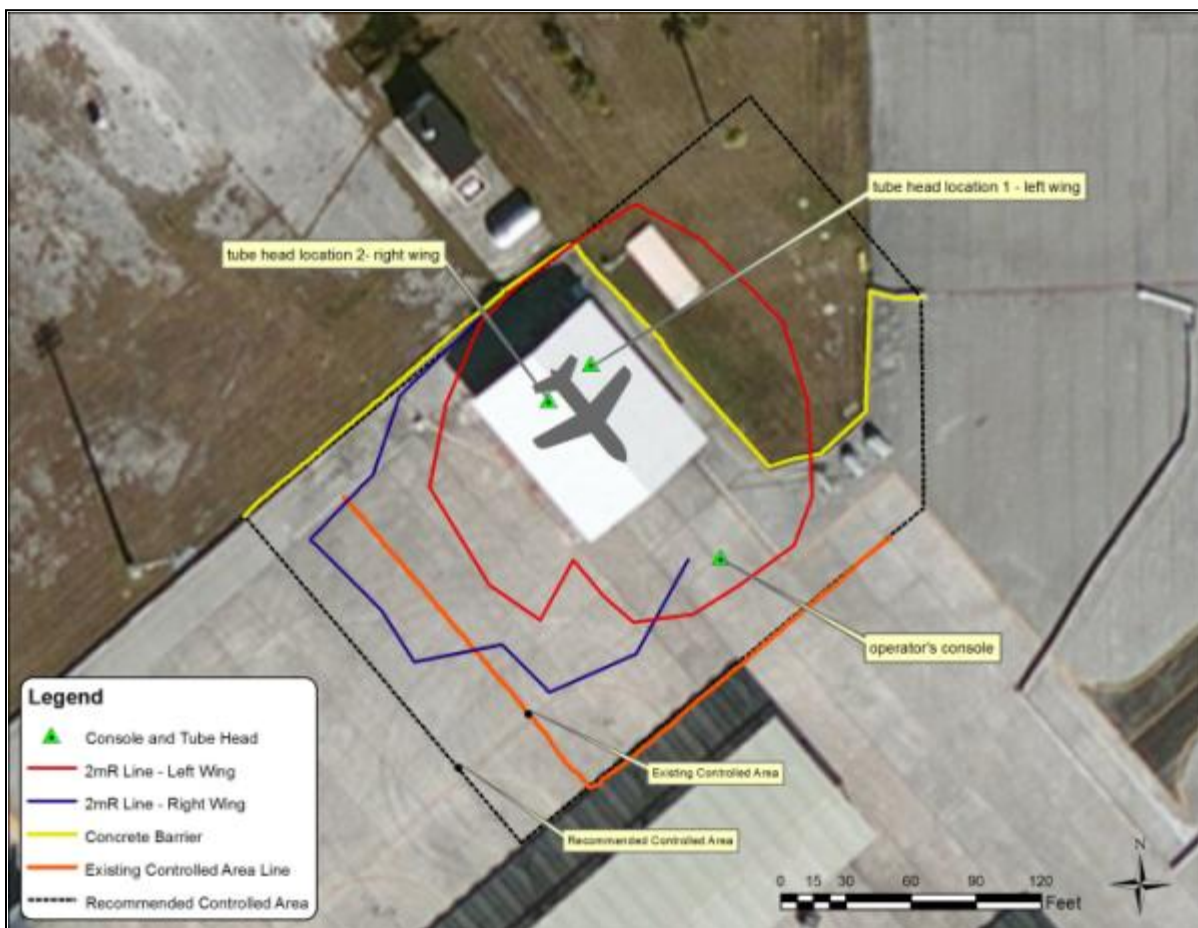 tube head location 1 - left wing
tube head location 2- right wing
operator's console
Existing Controlled Area
Recommended Controlled Area
Legend
Console and Tube Head
2mR Line - Left Wing
2mR Line - Right Wing
Concrete Barrier
Existing Controlled Area Line
Recommended Controlled Area
N
0 15 30 60 90 120
Feet